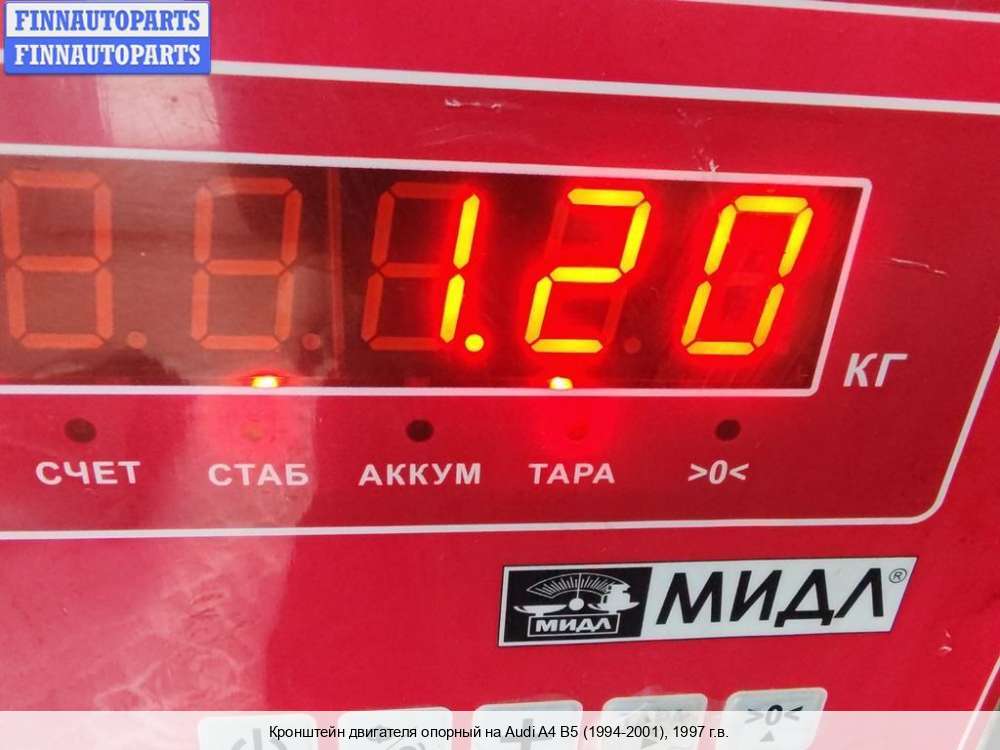 FINNAUTOPARTS
FINNAUTOPARTS
1.20
КГ
СЧЕТ СТАБ АККУМ ТАРА >0<
МИДЛ МИДЛ®
>0<
Кронштейн двигателя опорный на Audi A4 B5 (1994-2001), 1997 г.в.